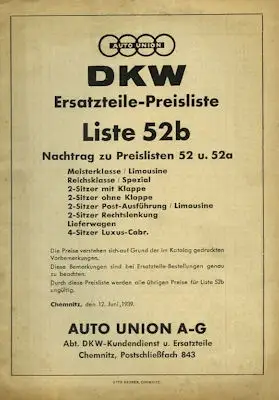 AUTO UNION
DKW
Ersatzteile-Preisliste
Liste 52b
Nachtrag zu Preislisten 52 u. 52a
Meisterklasse / Limousine
Reichsklasse / Spezial
2-Sitzer mit Klappe
2-Sitzer ohne Klappe
2-Sitzer Post-Ausführung / Limousine
2-Sitzer Rechtslenkung
Lieferwagen
4-Sitzer Luxus-Cabr.
Die Preise verstehen sich auf Grund der im Katalog gedruckten
Vorbemerkungen.
Diese Bemerkungen sind bei Ersatzteile-Bestellungen genau
zu beachten.
Durch diese Preisliste werden alle übrigen Preise für Liste 52b
ungültig.
Chemnitz, den 12. Juni 1939.
AUTO UNION A-G
Abt. DKW-Kundendienst u. Ersatzteile
Chemnitz, Postschließfach 843